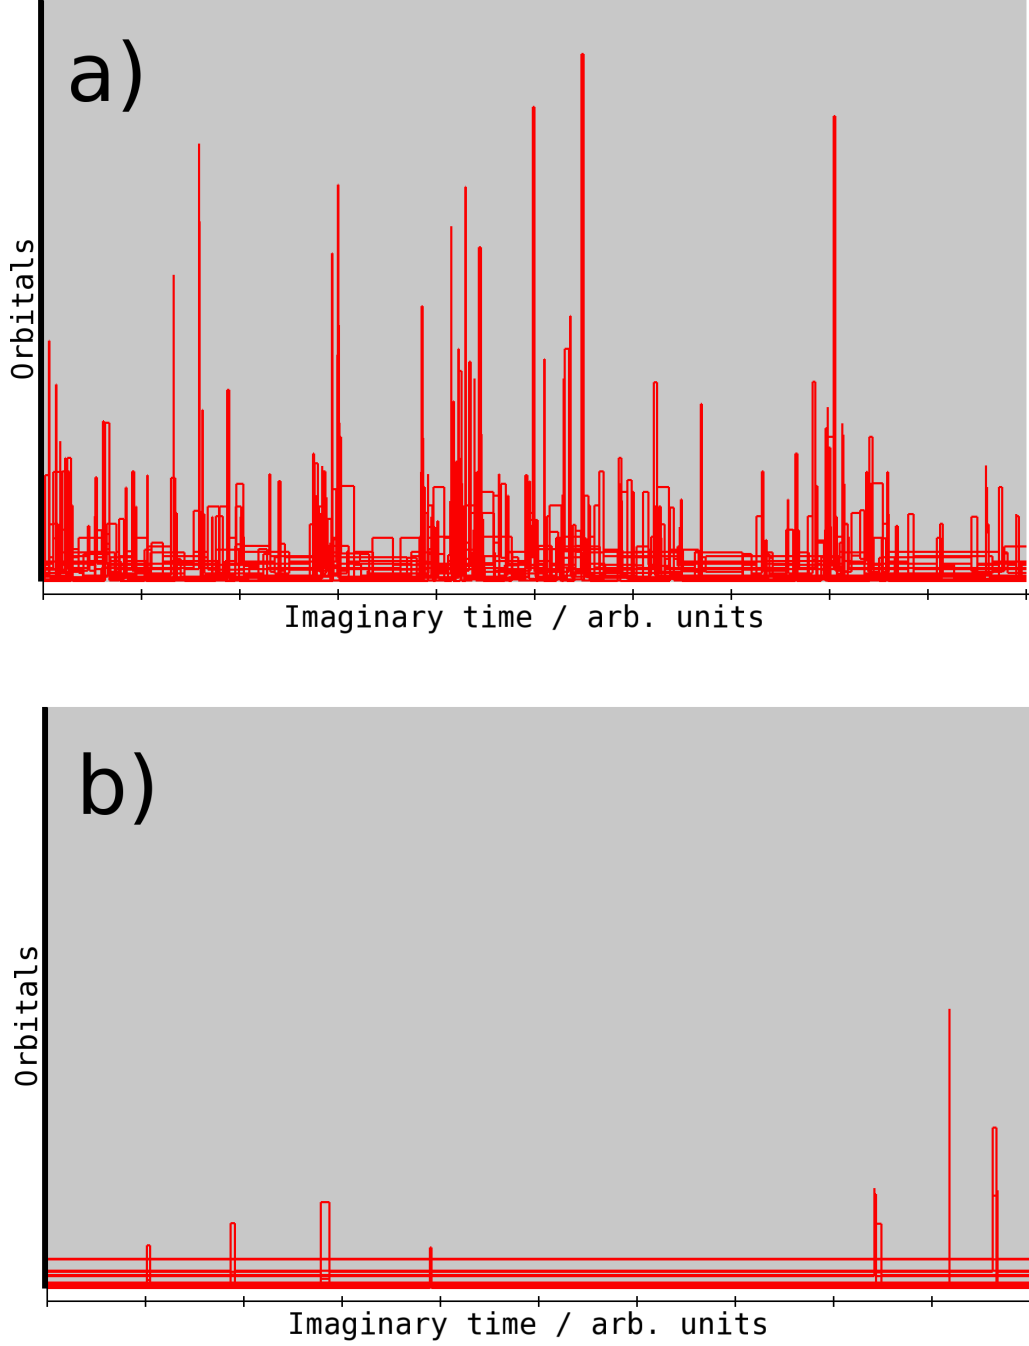 a)
Orbitals
Imaginary time / arb. units
b)
Orbitals
Imaginary time / arb. units